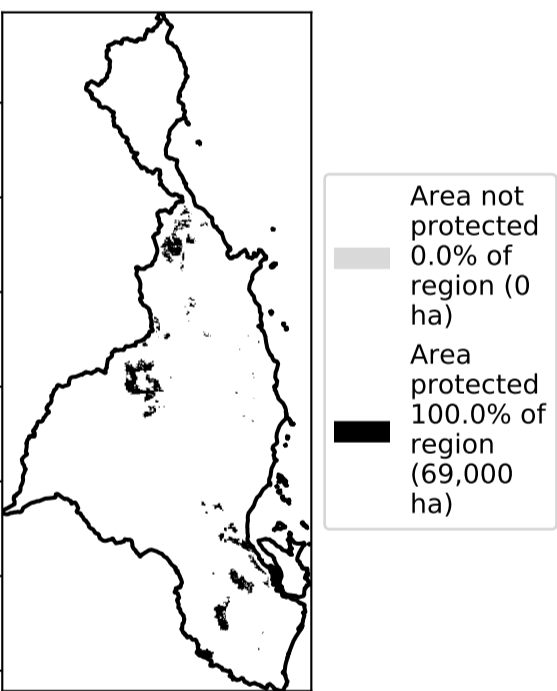 Area not
protected
0.0% of
region (0
ha)
Area
protected
100.0% of
region
(69,000
ha)